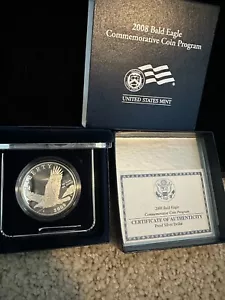 2008 Bald Eagle
Commemorative Coin Program
UNITED STATES MINT
LIBERTY
2008 Bald Eagle
Commemorative Coin Program
CERTIFICATE OF AUTHENTICITY
Proof Silver Dollar